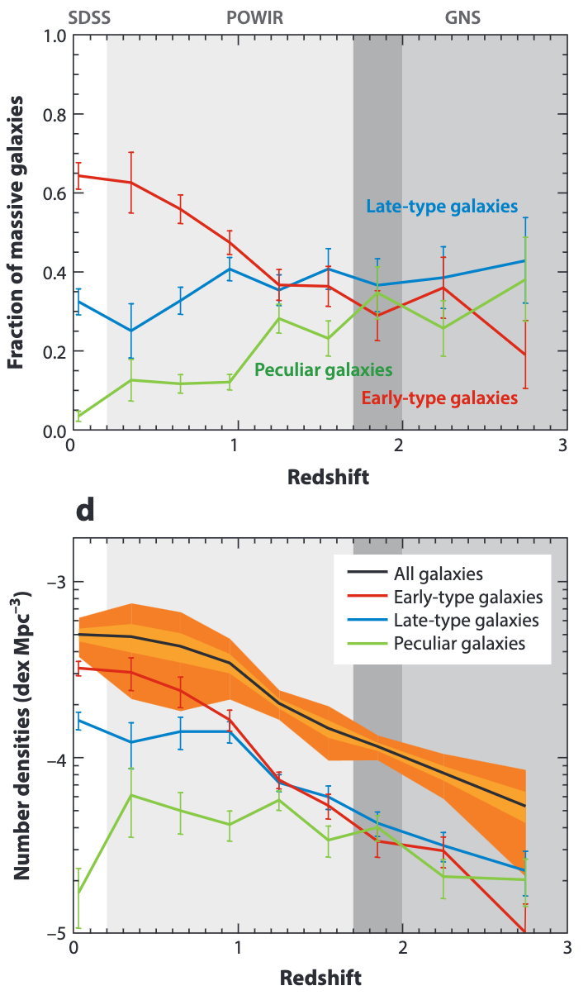 SDSS POWIR GNS
1.0
0.8
0.6
0.4
0.2
0.0
Fraction of massive galaxies
Late-type galaxies
Peculiar galaxies
Early-type galaxies
0 1 2 3
Redshift
d
−3
−4
−5
Number densities (dex Mpc⁻³)
All galaxies
Early-type galaxies
Late-type galaxies
Peculiar galaxies
0 1 2 3
Redshift